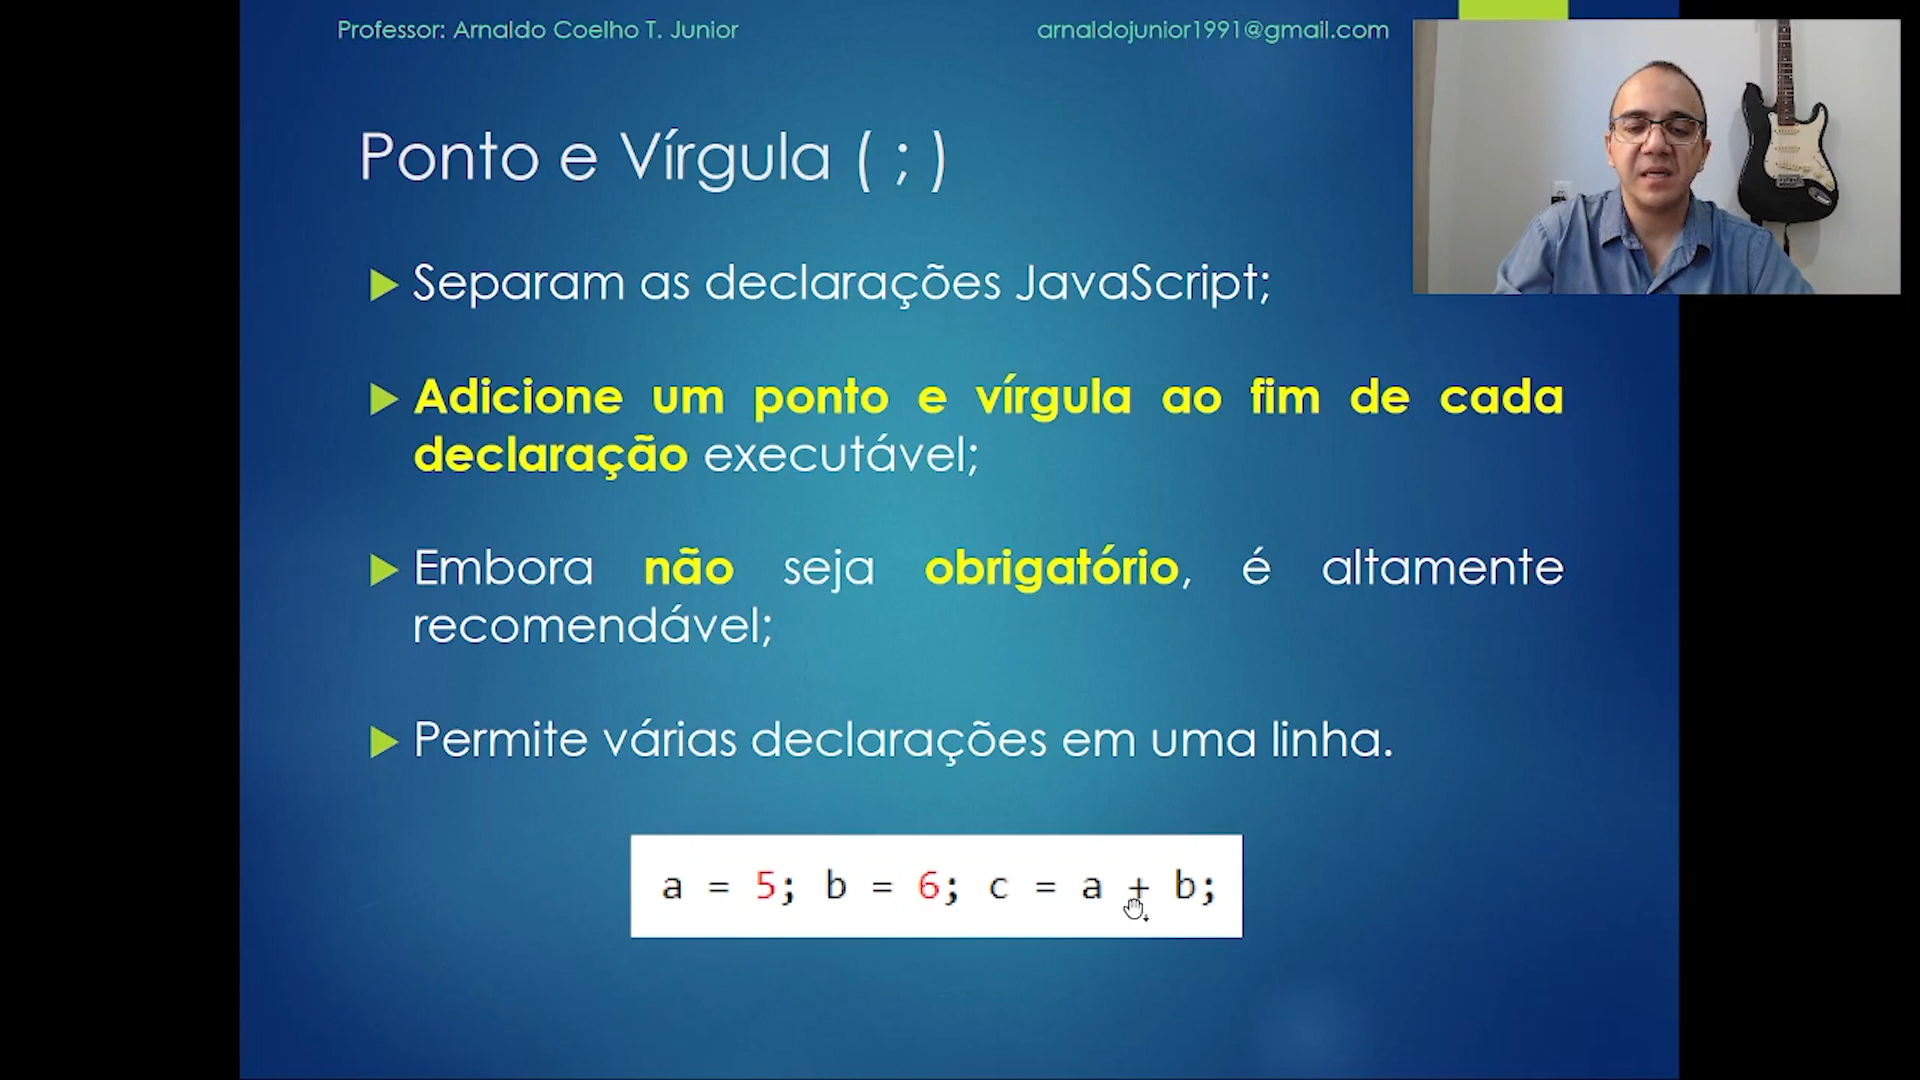 Professor: Arnaldo Coelho T. Junior
arnaldojunior1991@gmail.com
Ponto e Vírgula ( ; )
Separam as declarações JavaScript;
Adicione um ponto e vírgula ao fim de cada
declaração executável;
Embora não seja obrigatório, é altamente
recomendável;
Permite várias declarações em uma linha.
a = 5; b = 6; c = a + b;